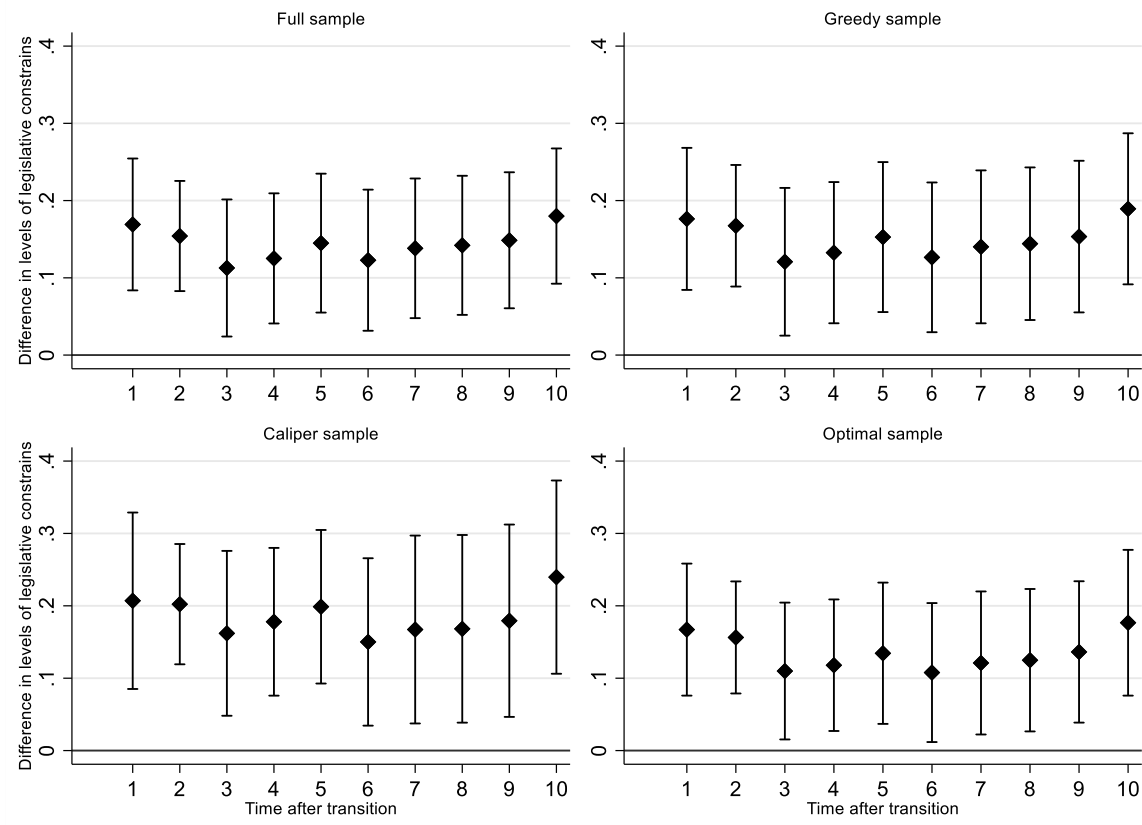 Full sample
Difference in levels of legislative constrains
.4
.3
.2
.1
0
1 2 3 4 5 6 7 8 9 10
Greedy sample
.4
.3
.2
.1
0
1 2 3 4 5 6 7 8 9 10
Caliper sample
Difference in levels of legislative constrains
.4
.3
.2
.1
0
1 2 3 4 5 6 7 8 9 10
Time after transition
Optimal sample
.4
.3
.2
.1
0
1 2 3 4 5 6 7 8 9 10
Time after transition